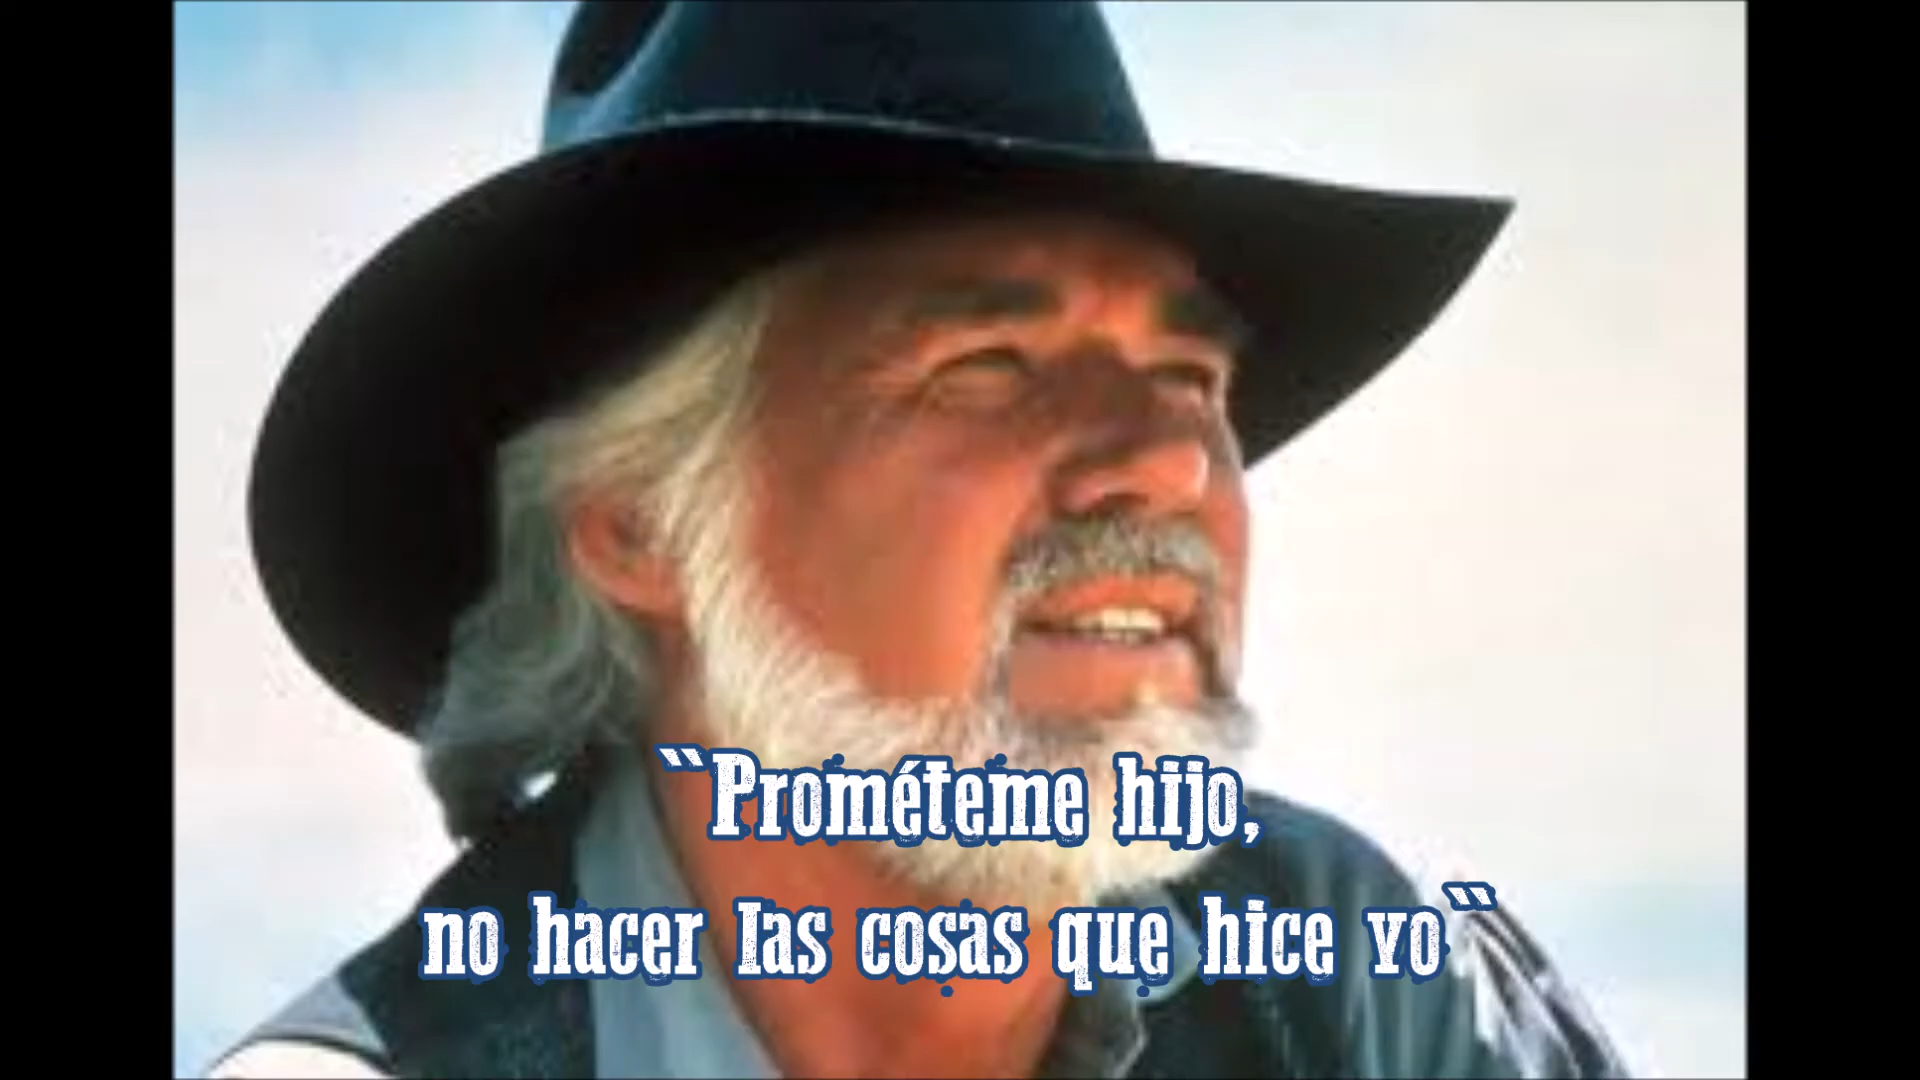 “Prométeme hijo,
no hacer las cosas que hice yo“